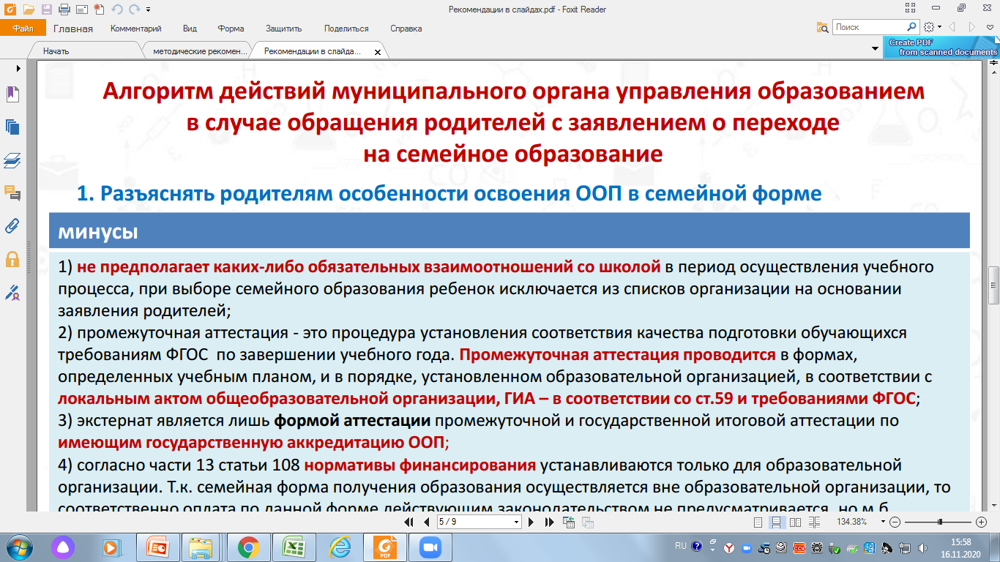 Рекомендации в слайдах.pdf - Foxit Reader
Файл Главная Комментарий Вид Форма Защитить Поделиться Справка Поиск
Начать методические рекомен... Рекомендации в слайда...
Create PDF
from scanned documents
Алгоритм действий муниципального органа управления образованием
в случае обращения родителей с заявлением о переходе
на семейное образование
1. Разъяснять родителям особенности освоения ООП в семейной форме
минусы
1) не предполагает каких-либо обязательных взаимоотношений со школой в период осуществления учебного
процесса, при выборе семейного образования ребенок исключается из списков организации на основании
заявления родителей;
2) промежуточная аттестация - это процедура установления соответствия качества подготовки обучающихся
требованиям ФГОС по завершении учебного года. Промежуточная аттестация проводится в формах,
определенных учебным планом, и в порядке, установленном образовательной организацией, в соответствии с
локальным актом общеобразовательной организации, ГИА – в соответствии со ст.59 и требованиями ФГОС;
3) экстернат является лишь формой аттестации промежуточной и государственной итоговой аттестации по
имеющим государственную аккредитацию ООП;
4) согласно части 13 статьи 108 нормативы финансирования устанавливаются только для образовательной
организации. Т.к. семейная форма получения образования осуществляется вне образовательной организации, то
соответственно оплата по данной форме действующим законодательством не предусматривается, но м.б.
5 / 9 134.38%
RU 15:58
16.11.2020